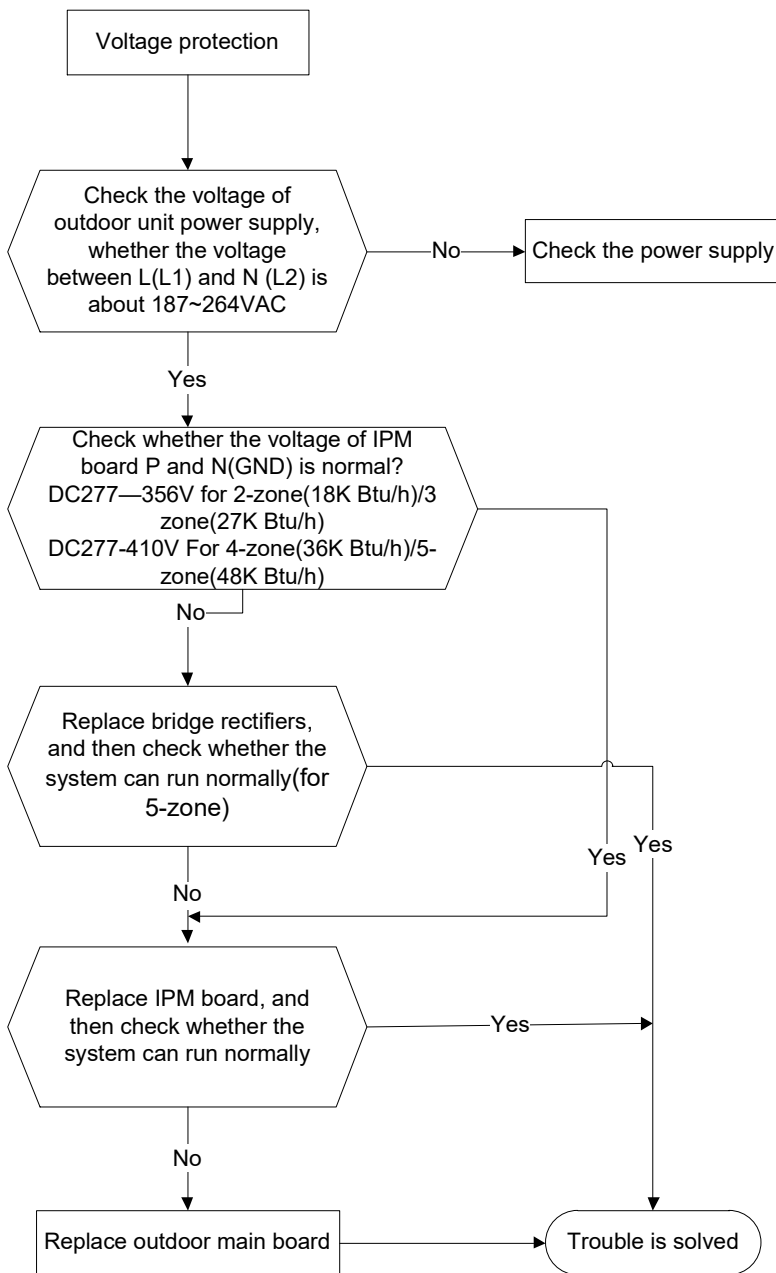 Voltage protection
Check the voltage of
outdoor unit power supply,
whether the voltage
between L(L1) and N (L2) is
about 187~264VAC
No
Check the power supply
Yes
Check whether the voltage of IPM
board P and N(GND) is normal?
DC277—356V for 2-zone(18K Btu/h)/3
zone(27K Btu/h)
DC277-410V For 4-zone(36K Btu/h)/5-
zone(48K Btu/h)
No
Replace bridge rectifiers,
and then check whether the
system can run normally(for
5-zone)
Yes
Yes
No
Replace IPM board, and
then check whether the
system can run normally
Yes
No
Replace outdoor main board
Trouble is solved